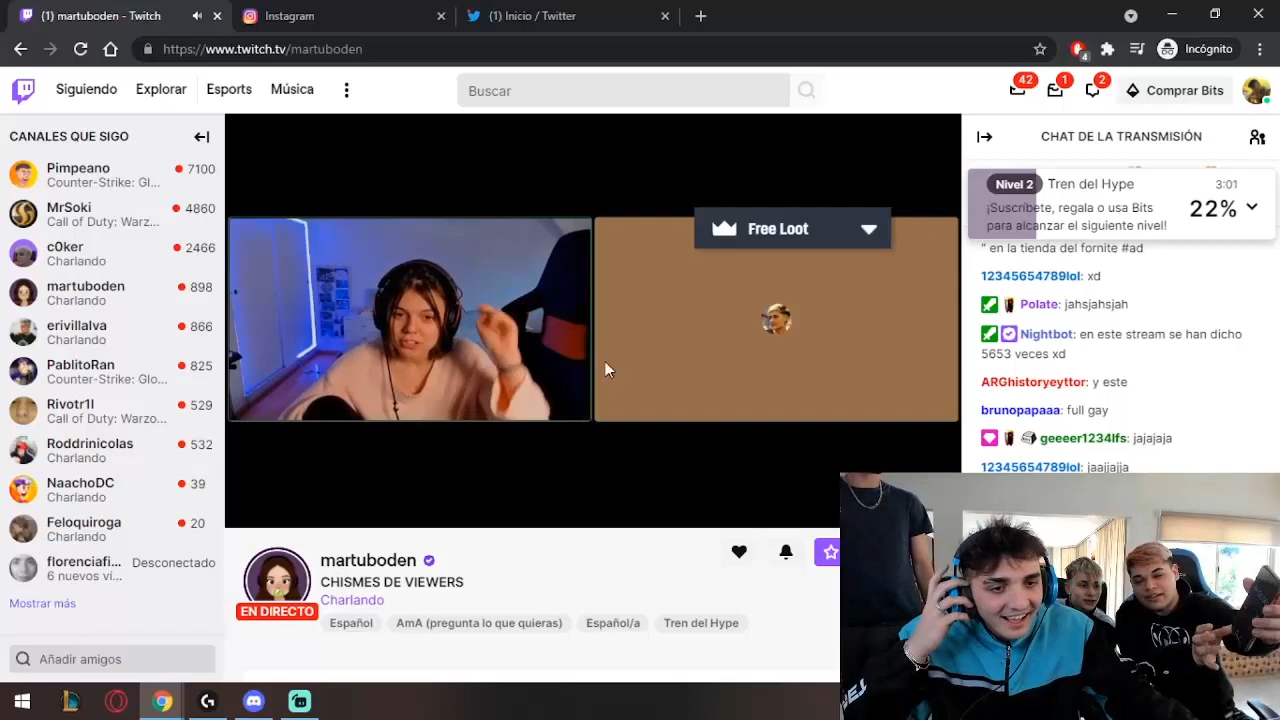 (1) martuboden - Twitch
Instagram
(1) Inicio / Twitter
https://www.twitch.tv/martuboden
4
Incógnito
Siguiendo
Explorar
Esports
Música
Buscar
42
1
2
Comprar Bits
CANALES QUE SIGO
Pimpeano
7100
Counter-Strike: Gl...
MrSoki
4860
Call of Duty: Warz...
c0ker
2466
Charlando
martuboden
898
Charlando
erivillalva
866
Charlando
PablitoRan
825
Counter-Strike: Glo...
Rivotr1l
529
Call of Duty: Warzo...
Roddrinicolas
532
Charlando
NaachoDC
39
Charlando
Feloquiroga
20
Charlando
florenciafi...
Desconectado
6 nuevos ví...
Mostrar más
Añadir amigos
Free Loot
martuboden
CHISMES DE VIEWERS
Charlando
EN DIRECTO
Español
AmA (pregunta lo que quieras)
Español/a
Tren del Hype
CHAT DE LA TRANSMISIÓN
Nivel 2
Tren del Hype
3:01
¡Suscríbete, regala o usa Bits
para alcanzar el siguiente nivel!
22%
" en la tienda del fornite #ad
12345654789lol: xd
Polate: jahsjahsjah
Nightbot: en este stream se han dicho
5653 veces xd
ARGhistoryeyttor: y este
brunopapaaa: full gay
geeeer1234lfs: jajajaja
12345654789lol: jaajjajja